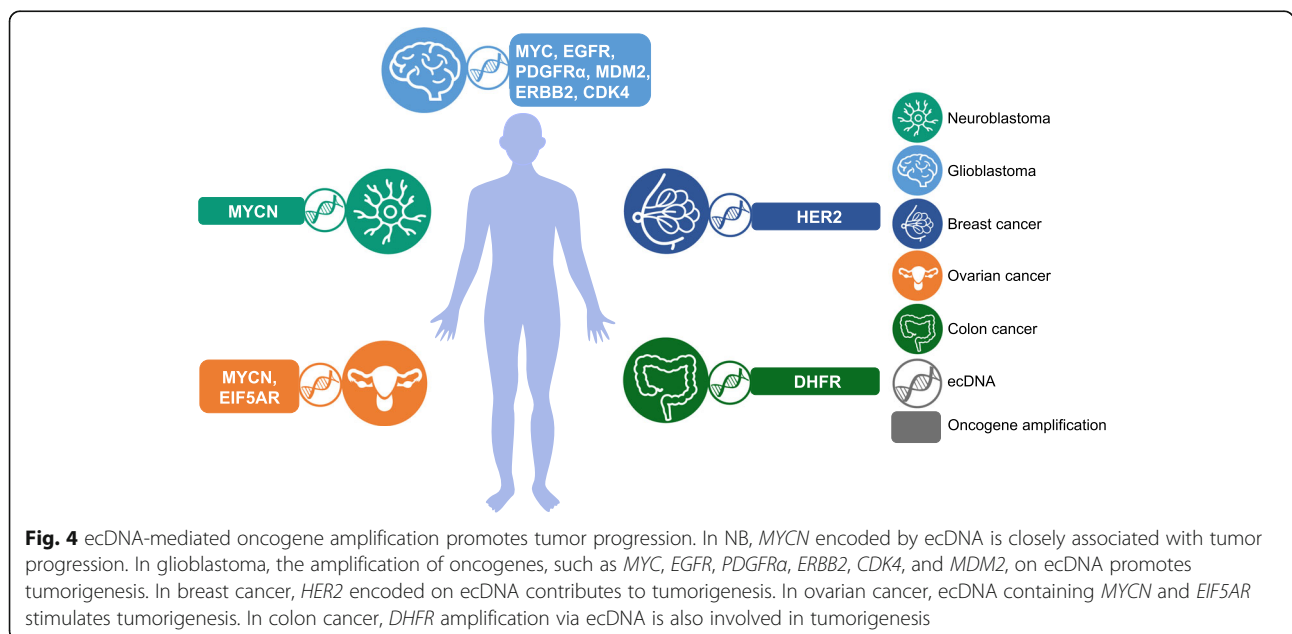 MYC, EGFR,
PDGFRα, MDM2,
ERBB2, CDK4
MYCN
HER2
MYCN,
EIF5AR
DHFR
Neuroblastoma
Glioblastoma
Breast cancer
Ovarian cancer
Colon cancer
ecDNA
Oncogene amplification
Fig. 4 ecDNA-mediated oncogene amplification promotes tumor progression. In NB, MYCN encoded by ecDNA is closely associated with tumor
progression. In glioblastoma, the amplification of oncogenes, such as MYC, EGFR, PDGFRα, ERBB2, CDK4, and MDM2, on ecDNA promotes
tumorigenesis. In breast cancer, HER2 encoded on ecDNA contributes to tumorigenesis. In ovarian cancer, ecDNA containing MYCN and EIF5AR
stimulates tumorigenesis. In colon cancer, DHFR amplification via ecDNA is also involved in tumorigenesis